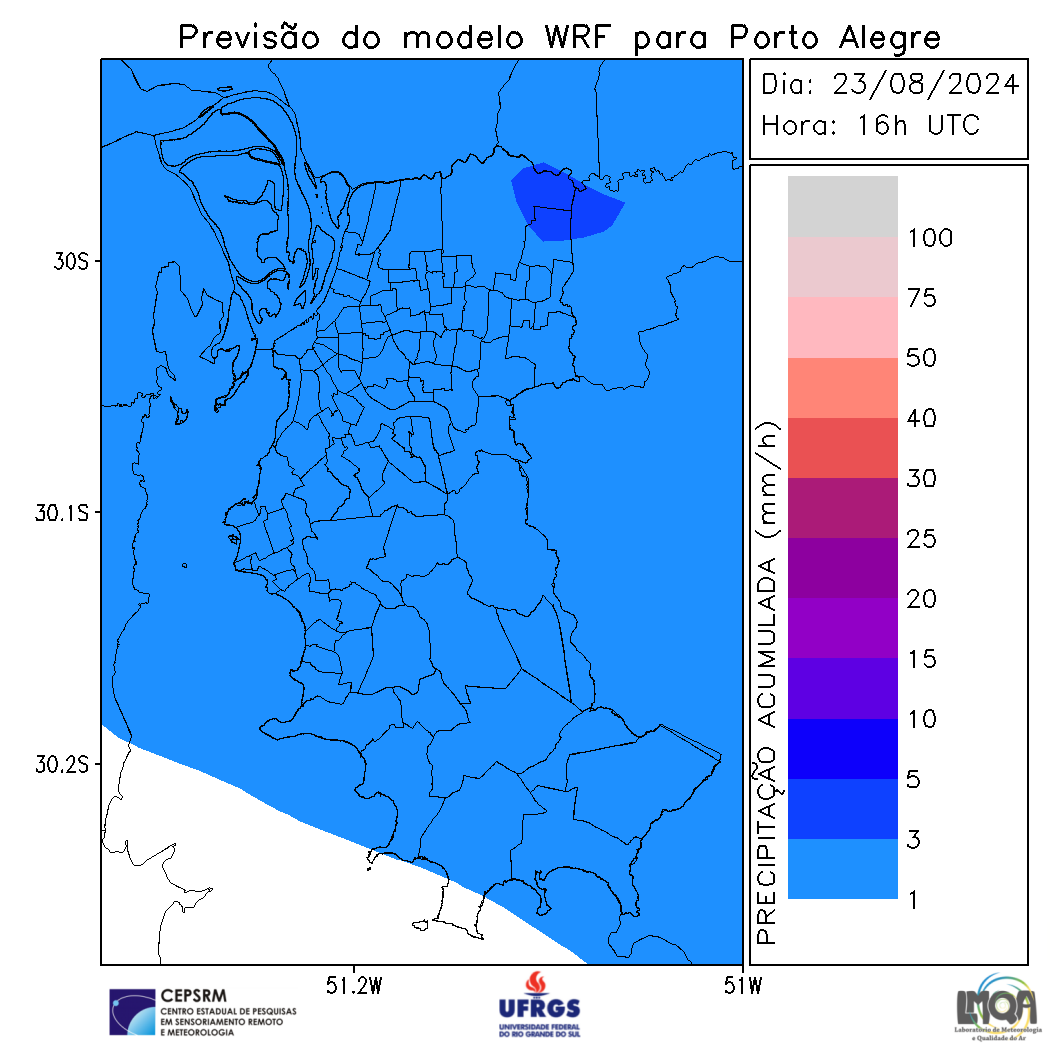 Previsão do modelo WRF para Porto Alegre
Dia: 23/08/2024
Hora: 16h UTC
30S
30.1S
30.2S
51.2W
51W
PRECIPITAÇÃO ACUMULADA (mm/h)
100
75
50
40
30
25
20
15
10
5
3
1
CEPSRM
CENTRO ESTADUAL DE PESQUISAS
EM SENSORIAMENTO REMOTO
E METEOROLOGIA
UFRGS
UNIVERSIDADE FEDERAL
DO RIO GRANDE DO SUL
LMQA
Laboratório de Meteorologia
e Qualidade do Ar